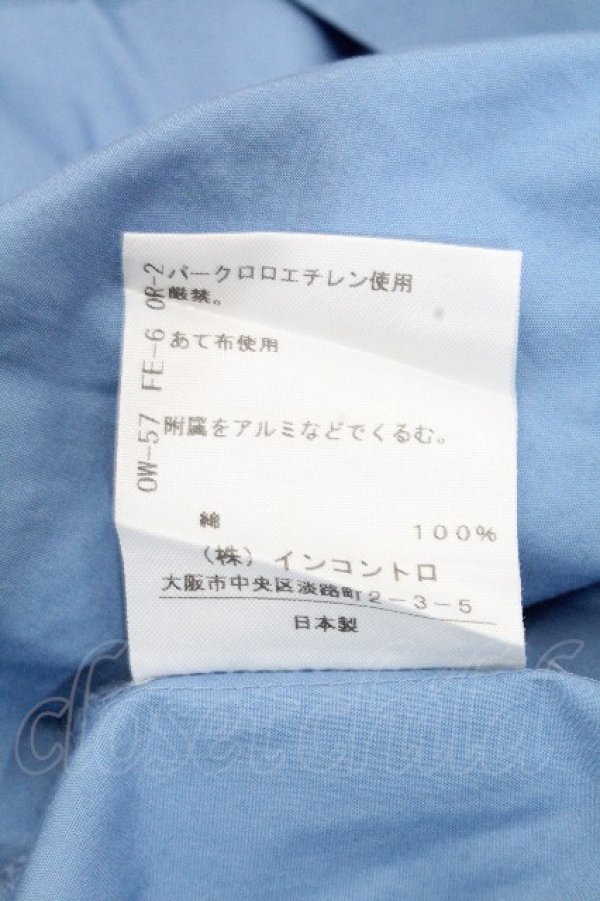 パークロロエチレン使用
厳禁。
あて布使用
附属をアルミなどでくるむ。
OW-57 FE-6 OR-2
綿 100%
(株) インコントロ
大阪市中央区淡路町2-3-5
日本製
closet child